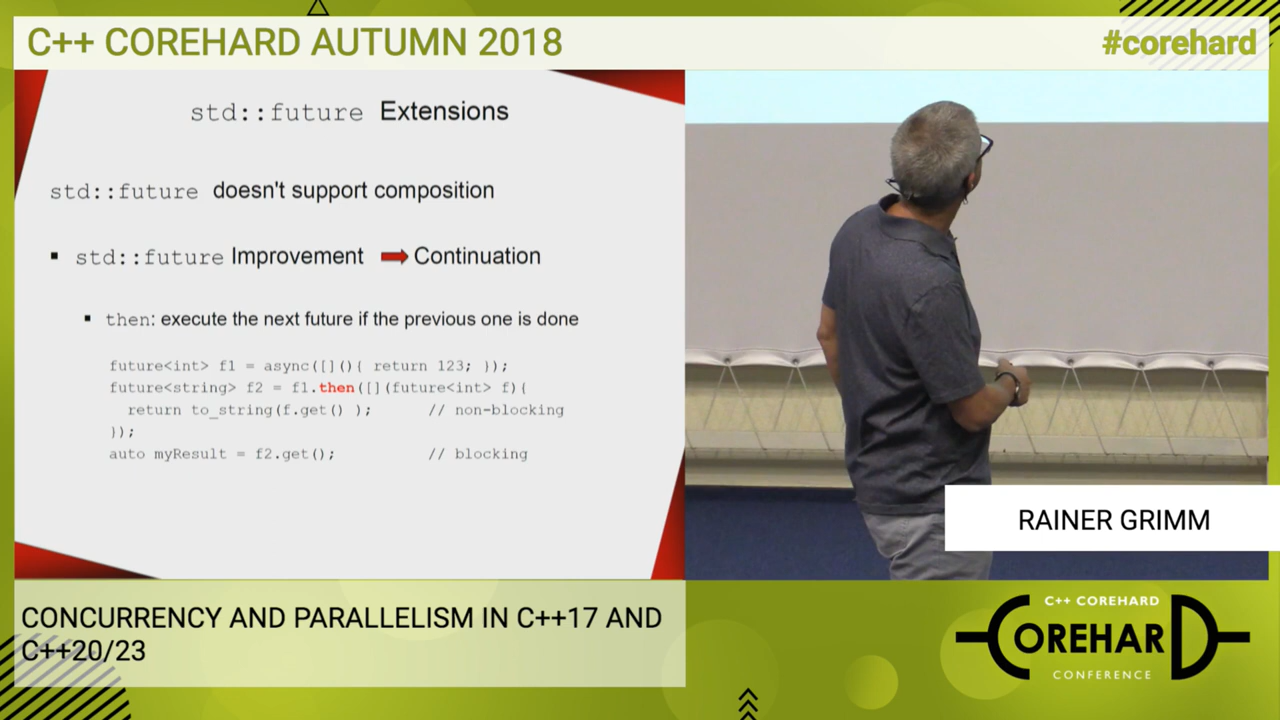 C++ COREHARD AUTUMN 2018
#corehard
std::future Extensions
std::future doesn't support composition
▪ std::future Improvement ➡ Continuation
▪ then: execute the next future if the previous one is done
future<int> f1 = async([](){ return 123; });
future<string> f2 = f1.then([](future<int> f){
return to_string(f.get() ); // non-blocking
});
auto myResult = f2.get(); // blocking
RAINER GRIMM
CONCURRENCY AND PARALLELISM IN C++17 AND
C++20/23
C++ COREHARD
COREHARD
CONFERENCE